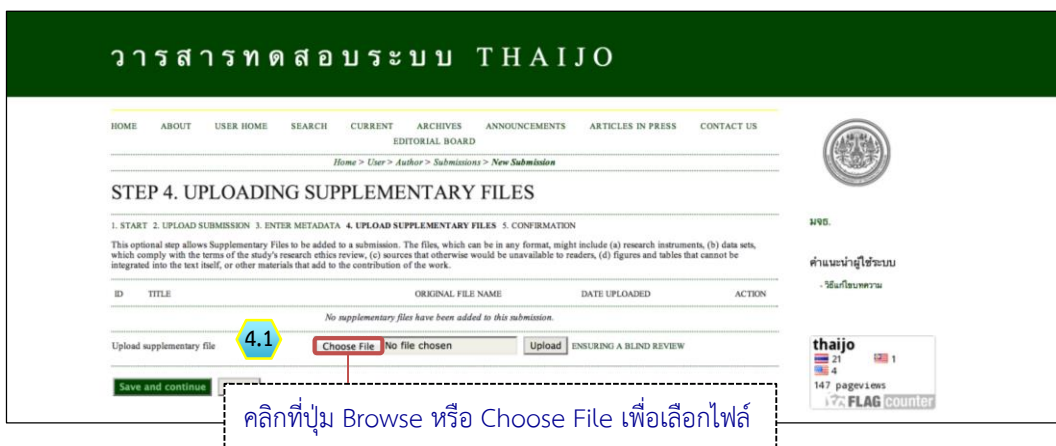 วารสารทดสอบระบบ THAIJO
HOME ABOUT USER HOME SEARCH CURRENT ARCHIVES ANNOUNCEMENTS ARTICLES IN PRESS CONTACT US
EDITORIAL BOARD
Home > User > Author > Submissions > New Submission
STEP 4. UPLOADING SUPPLEMENTARY FILES
1. START 2. UPLOAD SUBMISSION 3. ENTER METADATA 4. UPLOAD SUPPLEMENTARY FILES 5. CONFIRMATION
This optional step allows Supplementary Files to be added to a submission. The files, which can be in any format, might include (a) research instruments, (b) data sets,
which comply with the terms of the study's research ethics review, (c) sources that otherwise would be unavailable to readers, (d) figures and tables that cannot be
integrated into the text itself, or other materials that add to the contribution of the work.
ID TITLE ORIGINAL FILE NAME DATE UPLOADED ACTION
No supplementary files have been added to this submission.
Upload supplementary file 4.1 Choose File No file chosen Upload ENSURING A BLIND REVIEW
Save and continue
คลิกที่ปุ่ม Browse หรือ Choose File เพื่อเลือกไฟล์
มจธ.
คำแนะนำผู้ใช้ระบบ
- วิธีแก้ไขบทความ
thaijo
21 1
4
147 pageviews
FLAG counter